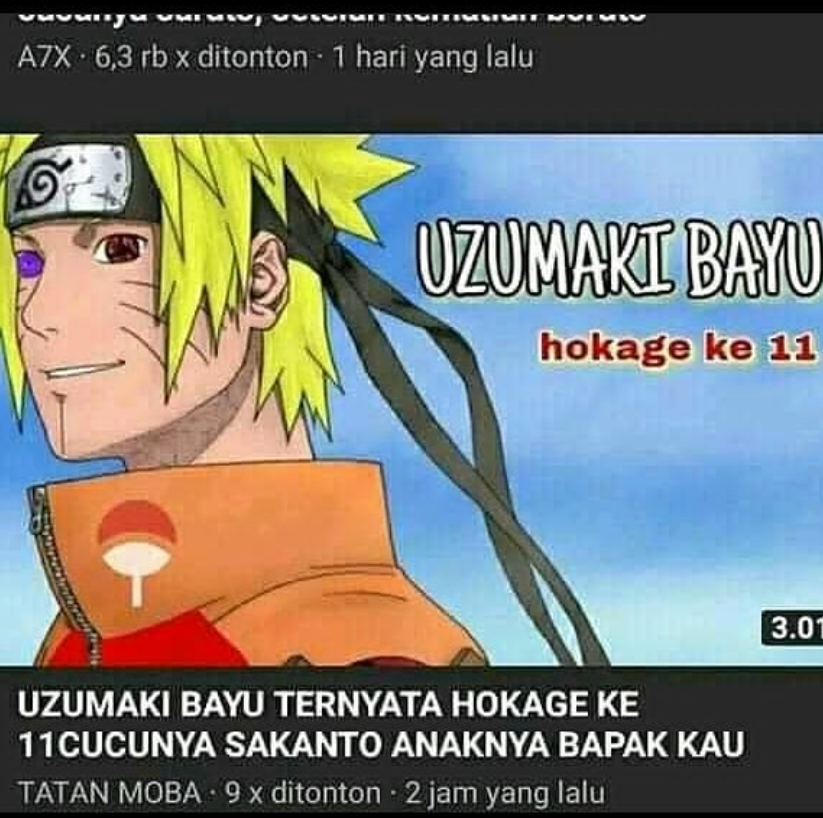 A7X · 6,3 rb x ditonton · 1 hari yang lalu
UZUMAKI BAYU
hokage ke 11
3.01
UZUMAKI BAYU TERNYATA HOKAGE KE
11CUCUNYA SAKANTO ANAKNYA BAPAK KAU
TATAN MOBA · 9 x ditonton · 2 jam yang lalu